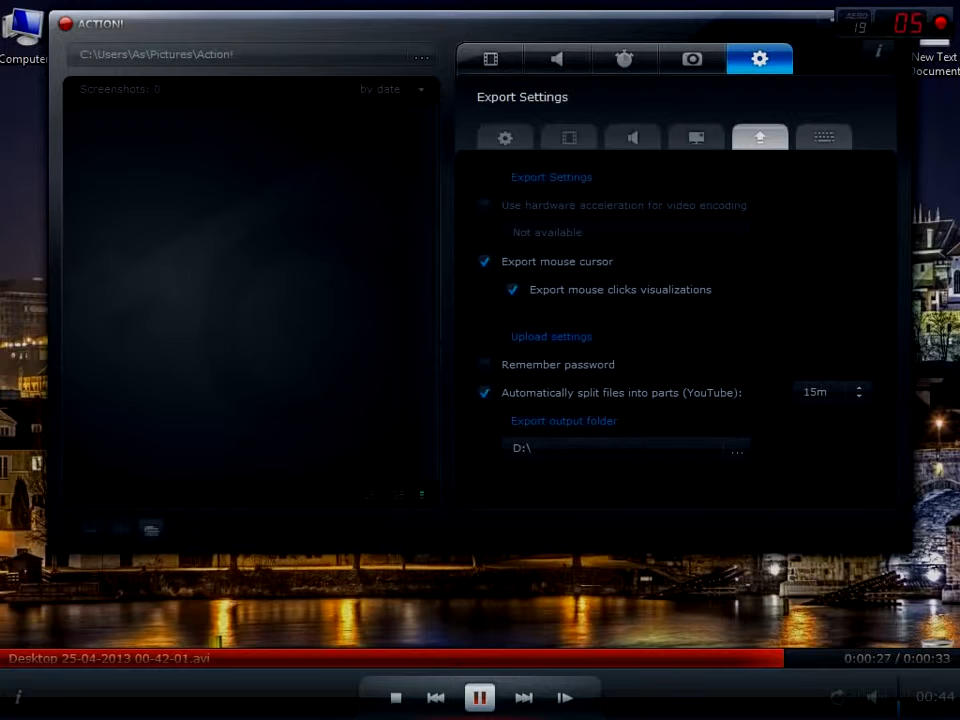 ACTION!
AERO
19
05
C:\Users\As\Pictures\Action!
...
Computer
New Text
Document
Screenshots: 0 by date
Export Settings
Export Settings
Use hardware acceleration for video encoding
Not available
Export mouse cursor
Export mouse clicks visualizations
Upload settings
Remember password
Automatically split files into parts (YouTube): 15m
Export output folder
D:\ ...
Desktop 25-04-2013 00-42-01.avi 0:00:27 / 0:00:33
00:44